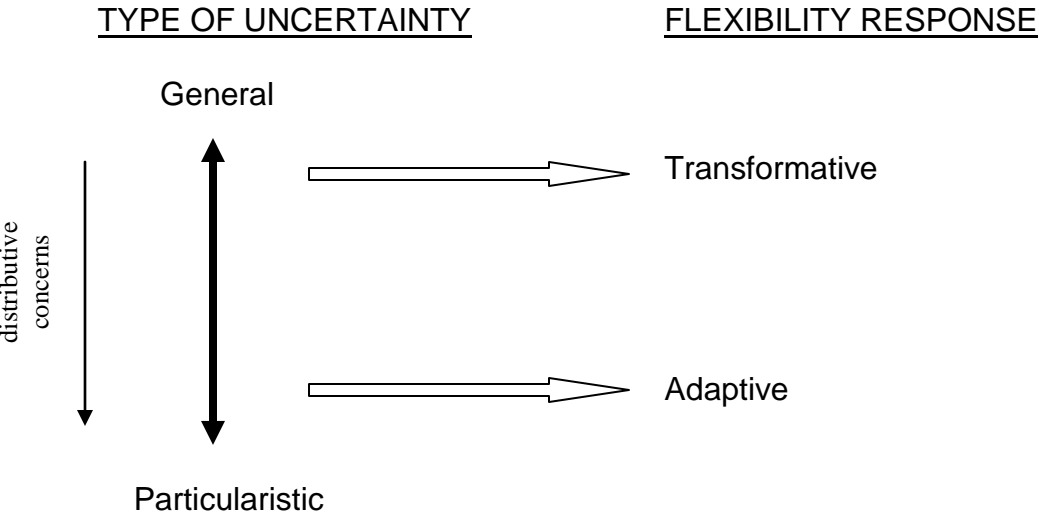 TYPE OF UNCERTAINTY
FLEXIBILITY RESPONSE
General
Transformative
distributive
concerns
Adaptive
Particularistic